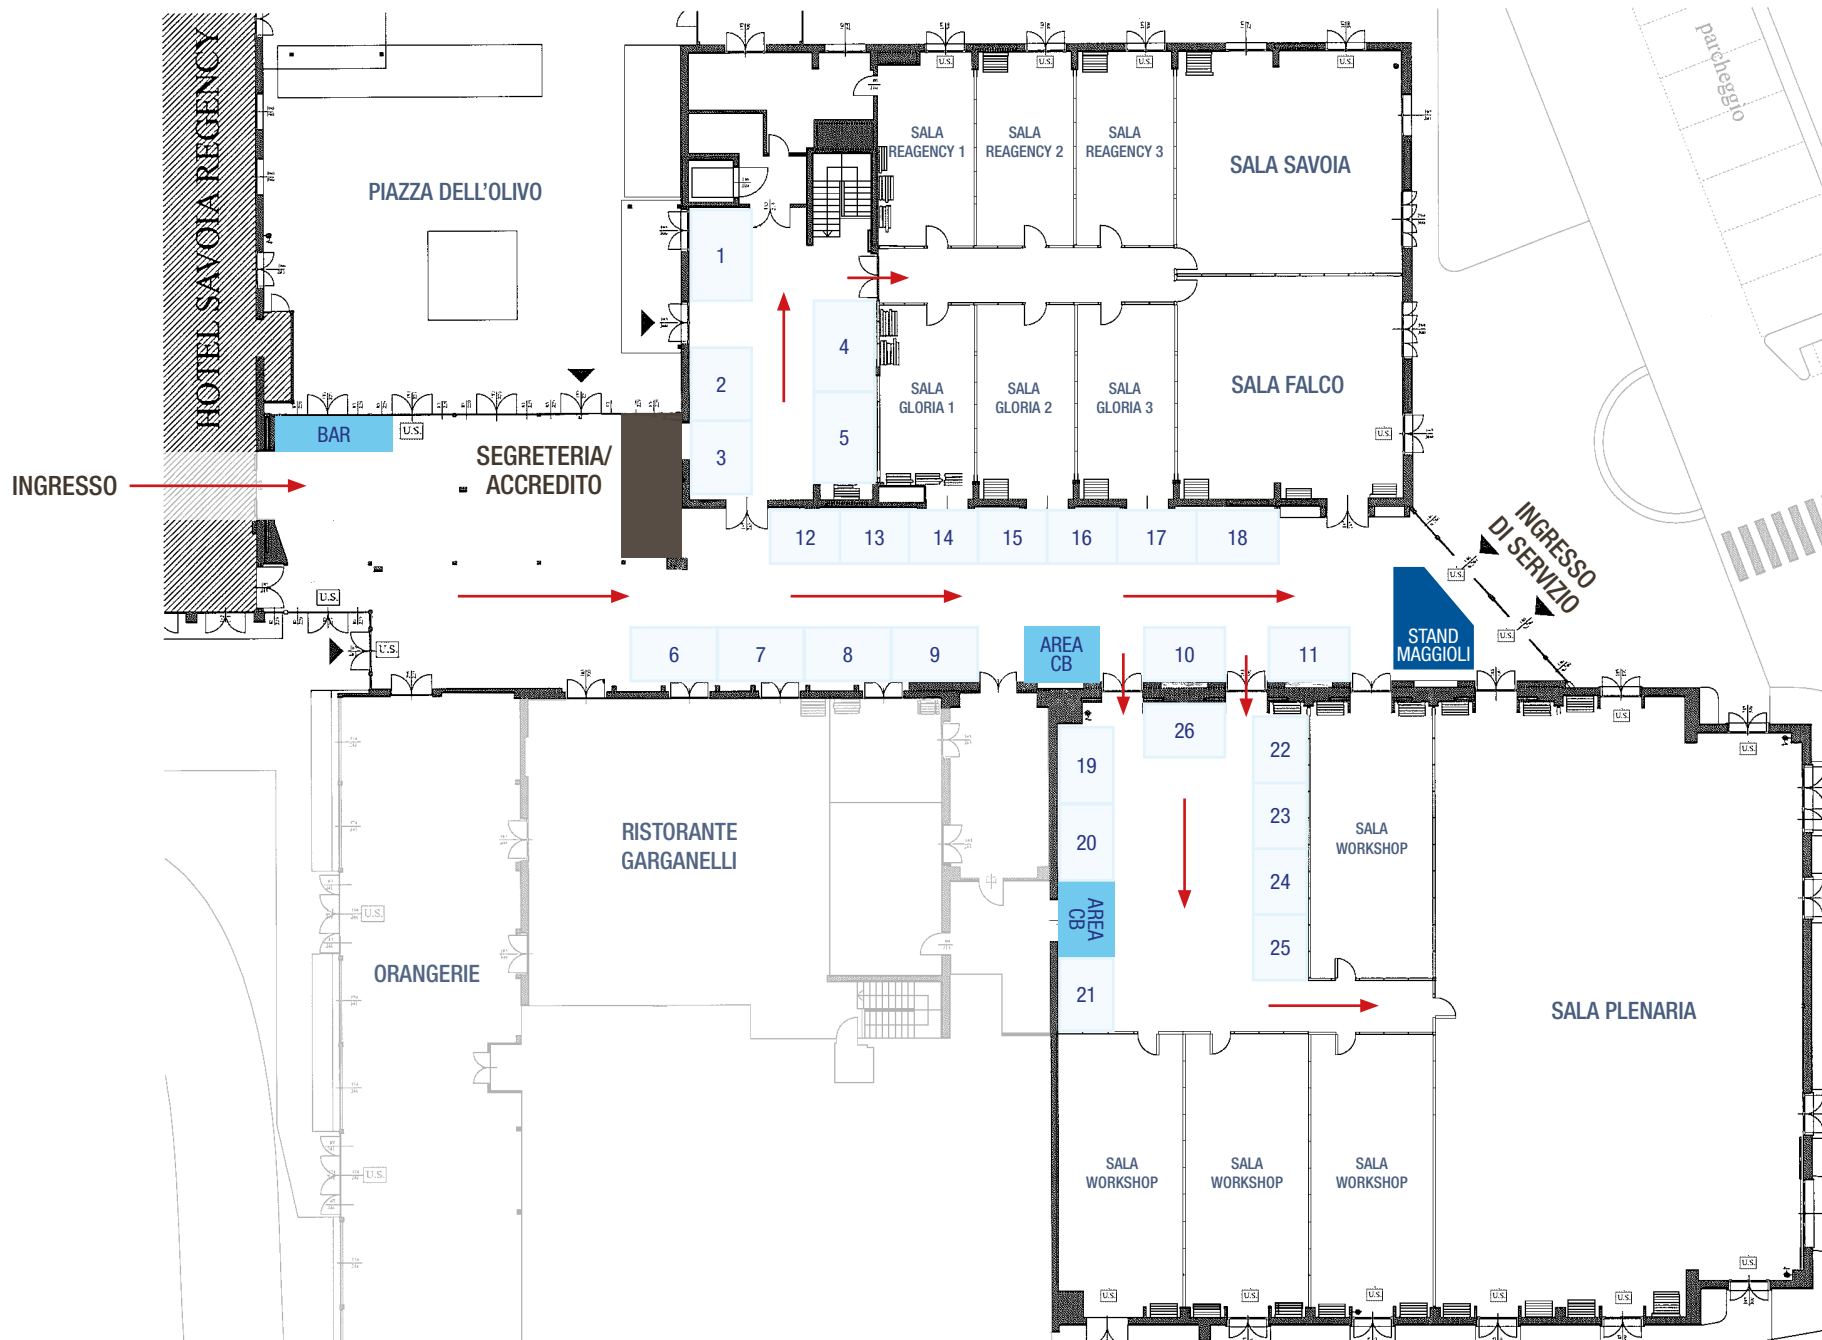 HOTEL SAVOIA REGENCY
PIAZZA DELL'OLIVO
SALA
REAGENCY 1
SALA
REAGENCY 2
SALA
REAGENCY 3
SALA SAVOIA
parcheggio
U.S.
U.S.
U.S.
U.S.
1
2
3
4
5
SALA
GLORIA 1
SALA
GLORIA 2
SALA
GLORIA 3
SALA FALCO
U.S.
BAR
U.S.
SEGRETERIA/
ACCREDITO
INGRESSO
12
13
14
15
16
17
18
INGRESSO
DI SERVIZIO
U.S.
U.S.
U.S.
U.S.
6
7
8
9
AREA
CB
10
11
STAND
MAGGIOLI
26
19
20
AREA
CB
21
22
23
24
25
SALA
WORKSHOP
U.S.
U.S.
RISTORANTE
GARGANELLI
ORANGERIE
U.S.
U.S.
SALA PLENARIA
SALA
WORKSHOP
SALA
WORKSHOP
SALA
WORKSHOP
U.S.
U.S.
U.S.
U.S.
U.S.
U.S.